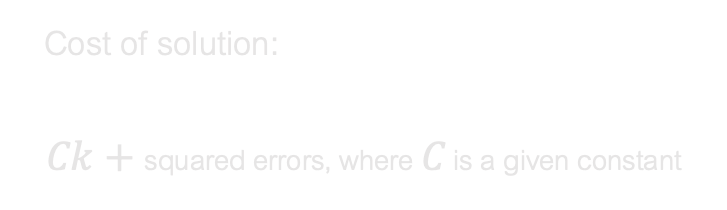 Cost of solution:
Ck + squared errors, where C is a given constant